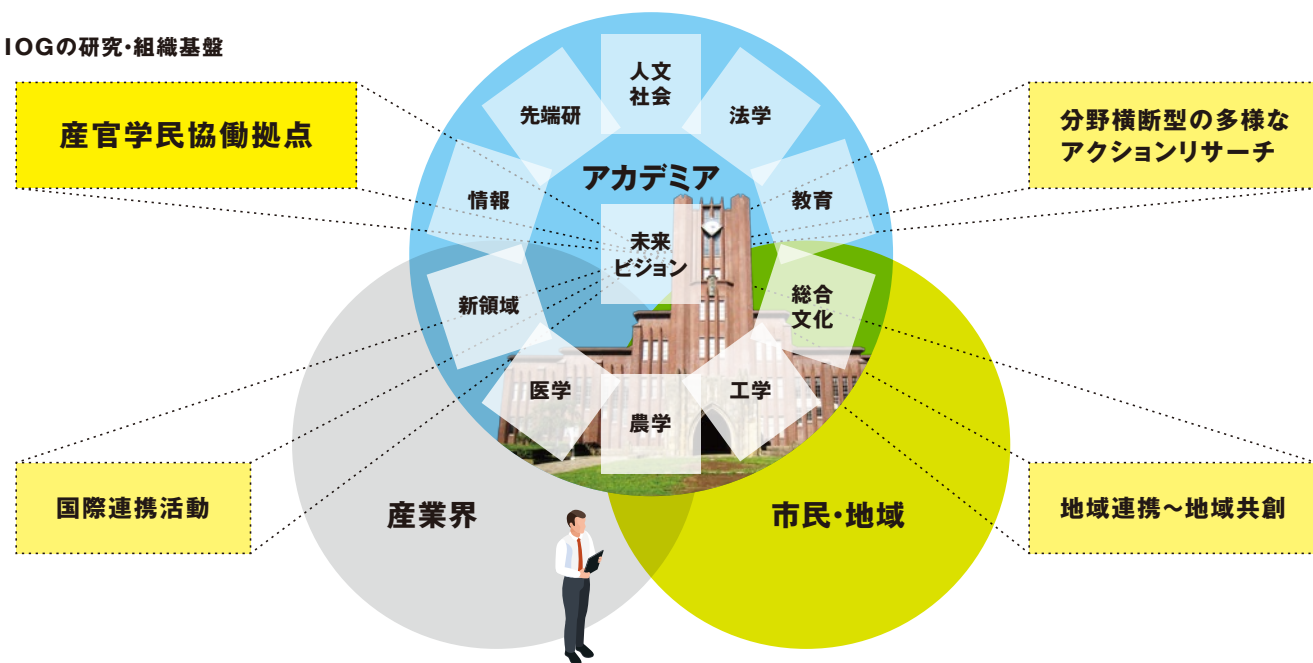 IOGの研究・組織基盤
産官学民協働拠点
分野横断型の多様な
アクションリサーチ
人文
社会
先端研
法学
アカデミア
情報
教育
未来
ビジョン
新領域
総合
文化
医学
工学
農学
国際連携活動
産業界
市民・地域
地域連携〜地域共創